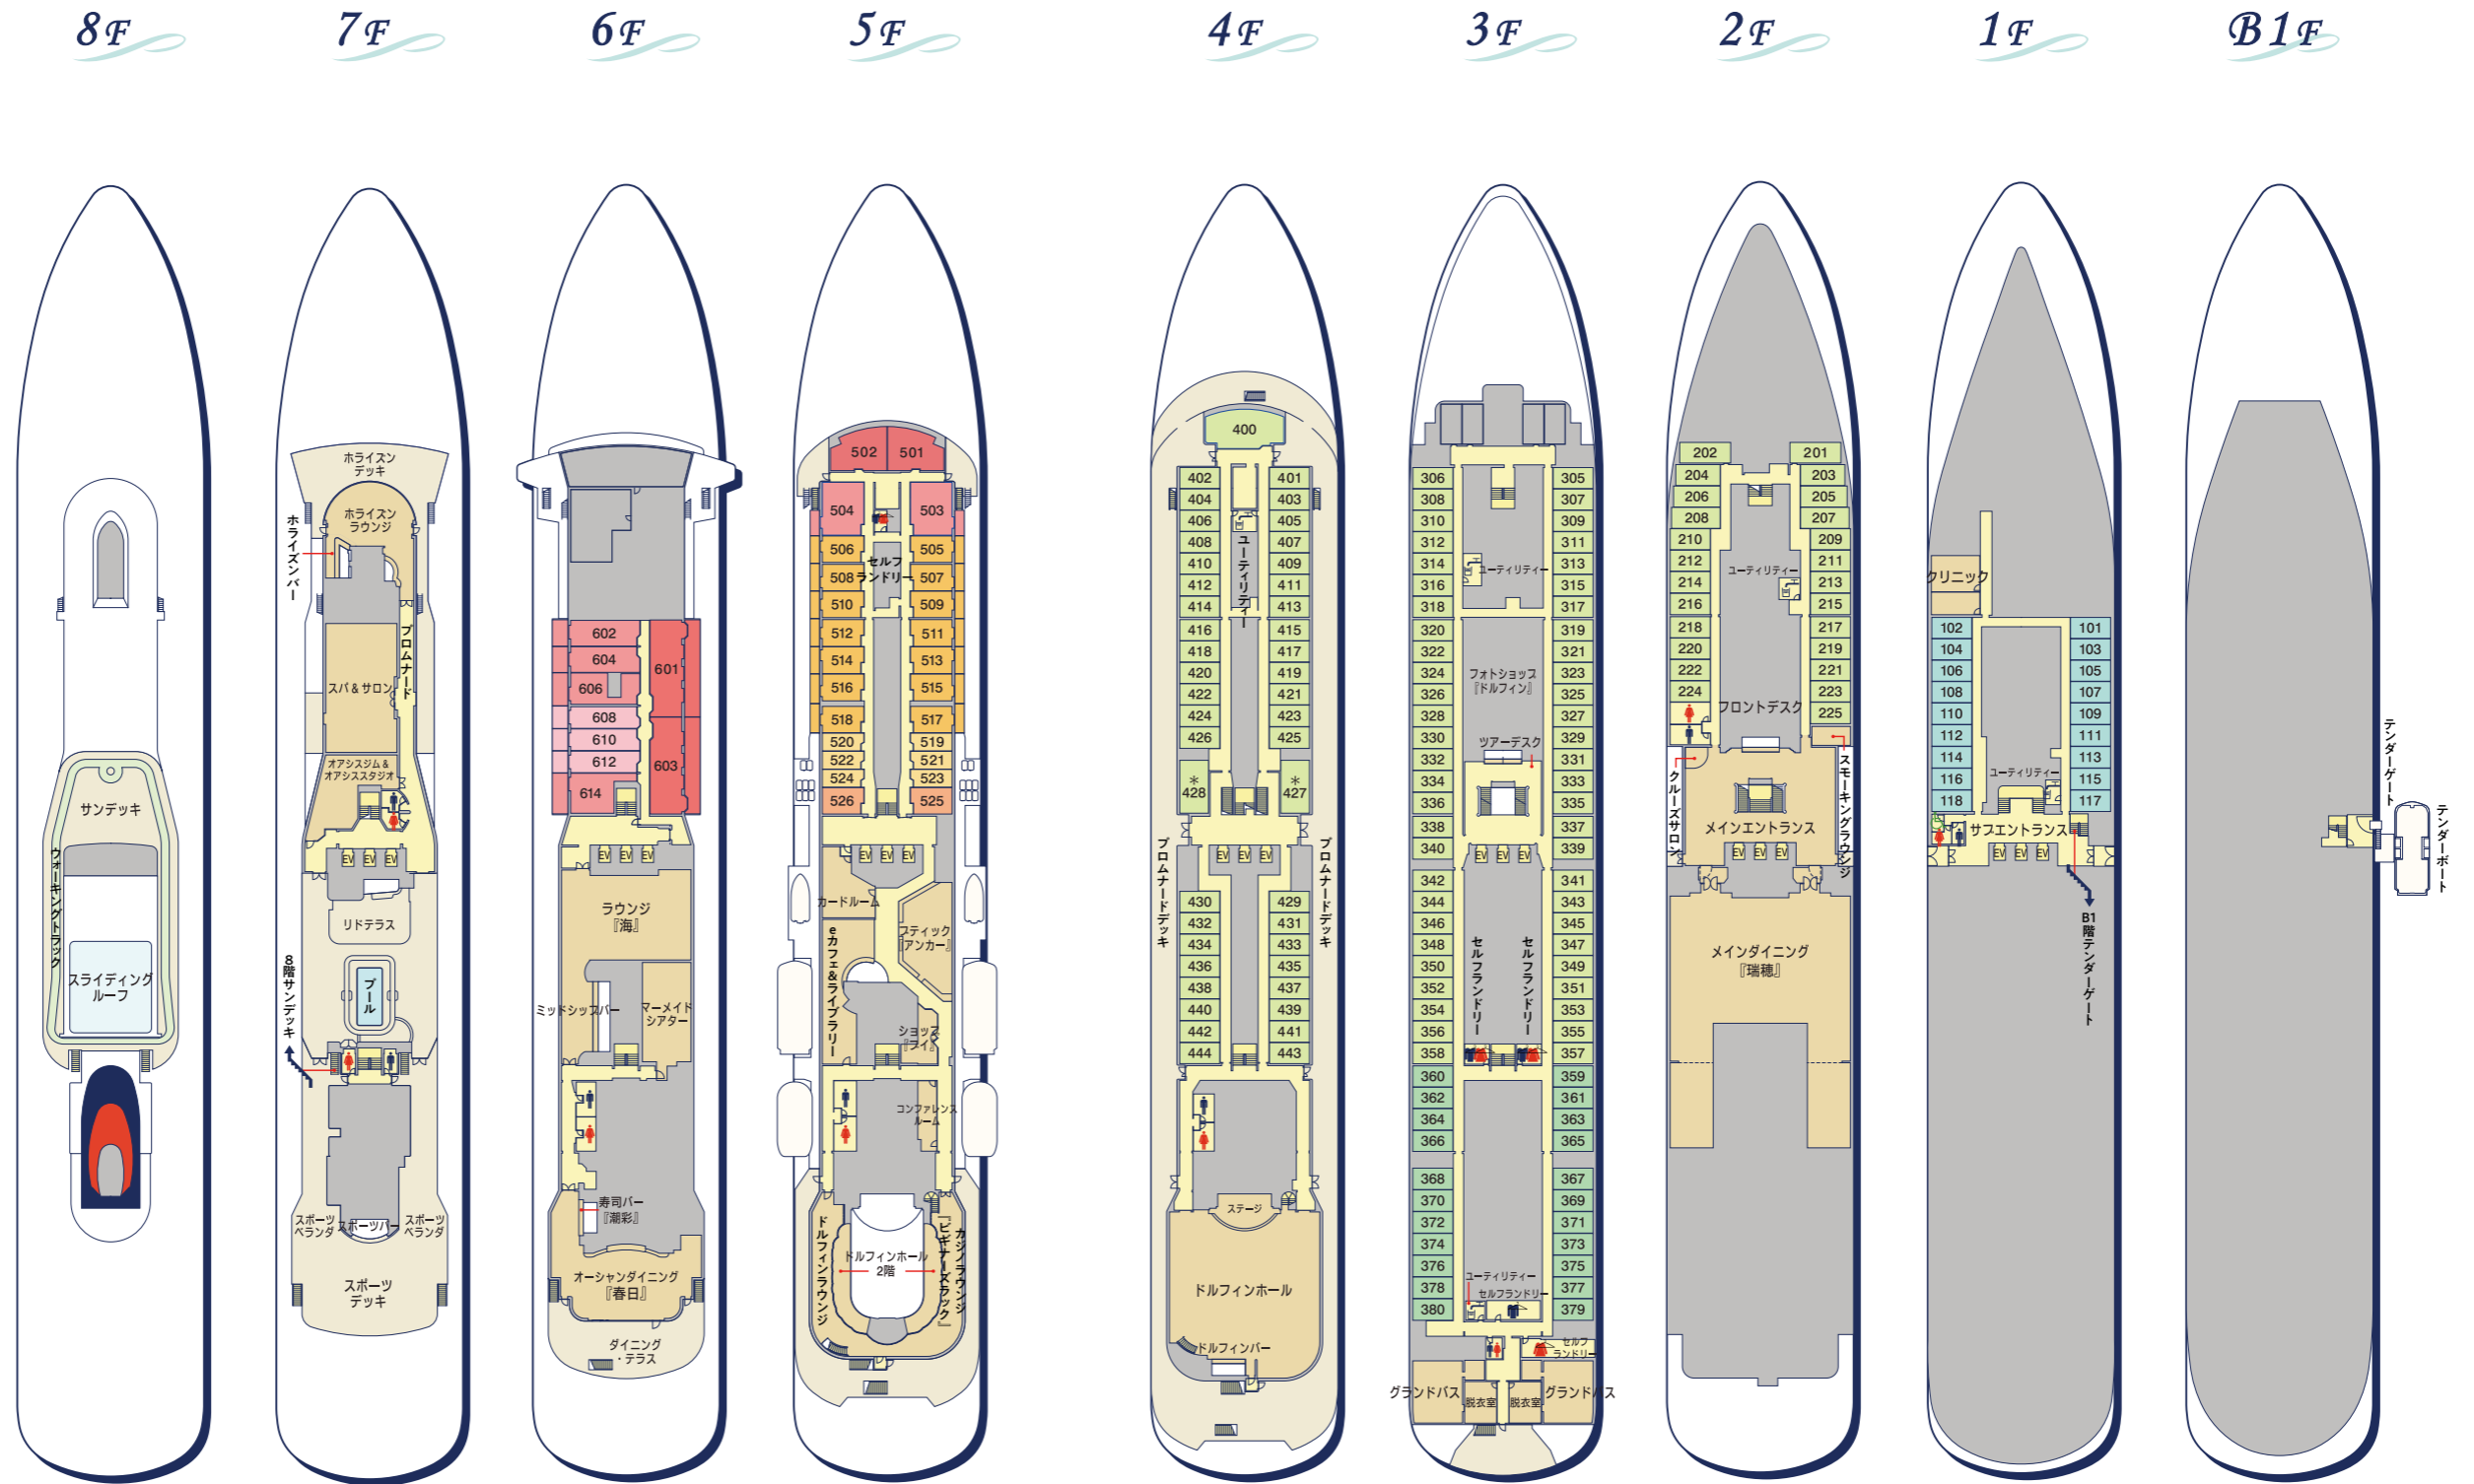 8F
7F
6F
5F
4F
3F
2F
1F
B1F
サンデッキ
ウォーキングトラック
スライディング
ルーフ
ホライズン
デッキ
ホライズン
ラウンジ
ホライズンバー
プロムナード
スパ & サロン
オアシスジム &
オアシススタジオ
EV
EV
EV
リドテラス
プール
8階サンデッキ
スポーツ
ベランダ
スポーツバー
スポーツ
ベランダ
スポーツ
デッキ
602
604
606
608
610
612
614
601
603
EV
EV
EV
ラウンジ
『海』
ミッドシップバー
マーメイド
シアター
寿司バー
『潮彩』
オーシャンダイニング
『春日』
ダイニング
・テラス
502
501
504
503
506
505
セルフ
ランドリー
508
507
510
509
512
511
514
513
516
515
518
517
520
519
522
521
524
523
526
525
EV
EV
EV
カードルーム
eカフェ&ライブラリー
ブティック
『アンカー』
ショップ
『ブイ』
コンファレンス
ルーム
ドルフィンラウンジ
ドルフィンホール
2階
『ビギナーズラック』
カジノラウンジ
400
402
401
404
403
406
405
408
407
410
409
412
411
414
413
416
415
418
417
420
419
422
421
424
423
426
425
＊
428
＊
427
ユーティリティー
EV
EV
EV
プロムナードデッキ
プロムナードデッキ
430
429
432
431
434
433
436
435
438
437
440
439
442
441
444
443
ステージ
ドルフィンホール
ドルフィンバー
306
305
308
307
310
309
312
311
314
313
ユーティリティー
316
315
318
317
320
319
322
321
324
323
フォトショップ
『ドルフィン』
326
325
328
327
330
329
ツアーデスク
332
331
334
333
336
335
338
337
340
339
EV
EV
EV
342
341
344
343
346
345
348
347
350
349
352
351
354
353
356
355
358
357
セルフランドリー
セルフランドリー
360
359
362
361
364
363
366
365
368
367
370
369
372
371
374
373
376
375
378
377
380
379
ユーティリティー
セルフランドリー
セルフ
ランドリー
グランドバス
脱衣室
脱衣室
グランドバス
202
201
204
203
206
205
208
207
210
209
212
211
ユーティリティー
214
213
216
215
218
217
220
219
222
221
224
223
225
フロントデスク
クルーズサロン
スモーキングラウンジ
メインエントランス
EV
EV
EV
メインダイニング
『瑞穂』
クリニック
102
101
104
103
106
105
108
107
110
109
112
111
114
113
116
115
118
117
ユーティリティー
サブエントランス
EV
EV
EV
B1階テンダーゲート
テンダーゲート
テンダーボート